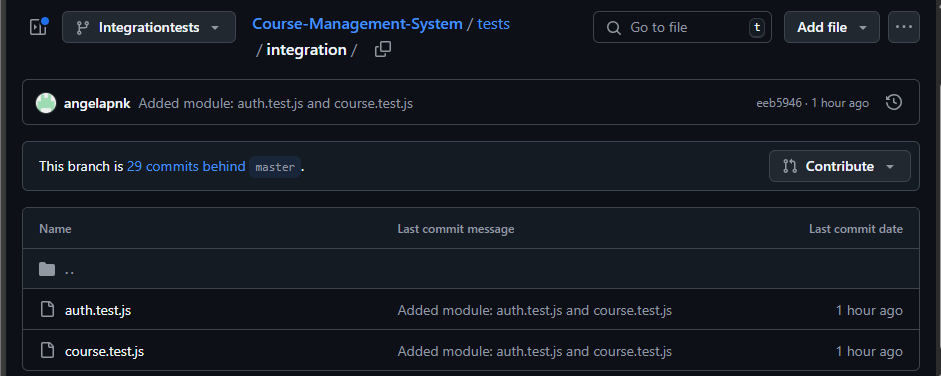 Integrationtests
Course-Management-System / tests
/ integration /
Go to file
t
Add file
angelapnk Added module: auth.test.js and course.test.js
eeb5946 · 1 hour ago
This branch is 29 commits behind master.
Contribute
Name Last commit message Last commit date
..
auth.test.js Added module: auth.test.js and course.test.js 1 hour ago
course.test.js Added module: auth.test.js and course.test.js 1 hour ago